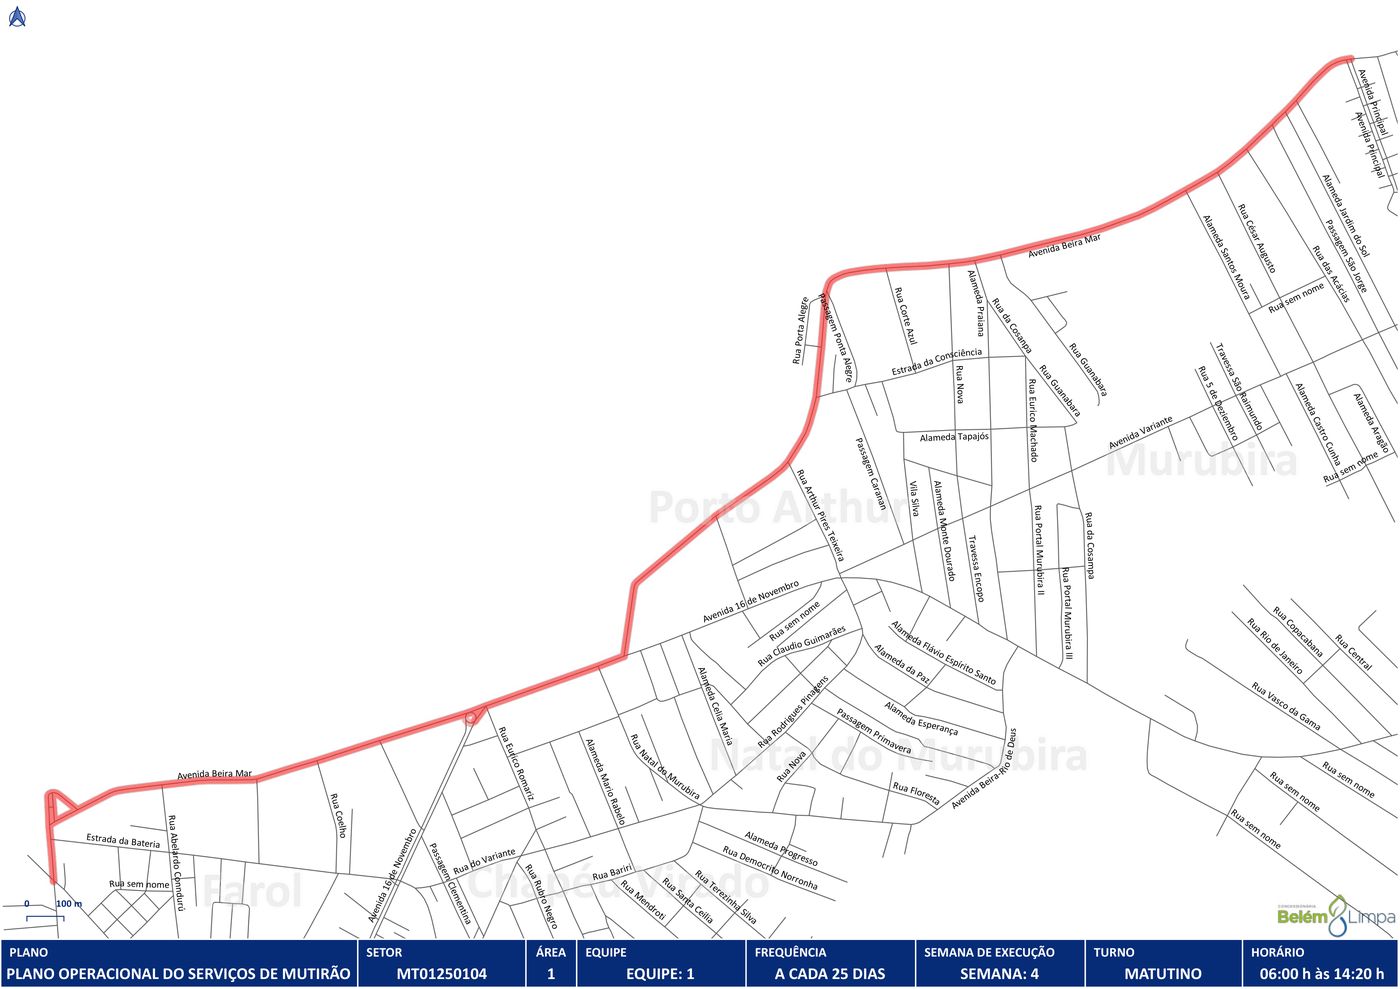 Avenida Principal
Avenida Principal
Alameda Jardim do Sol
Passagem São Jorge
Rua das Acácias
Rua César Augusto
Alameda Santos Moura
Rua sem nome
Avenida Beira Mar
Rua Porta Alegre
Passagem Ponta Alegre
Rua Corte Azul
Alameda Praiana
Rua da Cosanpa
Rua Guanabara
Estrada da Consciência
Rua Guanabara
Rua Nova
Rua Eurico Machado
Travessa São Raimundo
Rua 5 de Deziembro
Alameda Castro Cunha
Alameda Aragão
Rua sem nome
Avenida Variante
Murubira
Alameda Tapajós
Passagem Caranan
Porto Arthur
Rua Arthur Pires Teixeira
Vila Silva
Alameda Monte Dourado
Travessa Encopo
Rua Portal Murubira II
Rua da Cosampa
Rua Portal Murubira III
Avenida 16 de Novembro
Rua sem nome
Rua Claudio Guimarães
Alameda Flávio Espírito Santo
Alameda da Paz
Rua Copacabana
Rua Rio de Janeiro
Rua Central
Rua Vasco da Gama
Alameda Celia Maria
Rua Rodrigues Pinagens
Alameda Esperança
Passagem Primavera
Natal do Murubira
Rua Nova
Rua Floresta
Avenida Beira-Rio de Deus
Rua sem nome
Rua sem nome
Rua sem nome
Rua Eurico Romariz
Rua Natal do Murubira
Alameda Mario Rabelo
Avenida Beira Mar
Rua Coelho
Rua Abelardo Connduru
Estrada da Bateria
Rua sem nome
Farol
Avenida 16 de Novembro
Passagem Clementina
Rua do Variante
Chapéu Virado
Rua Rubro Negro
Rua Bariri
Rua Mendroti
Rua Santa Celia
Rua Terezinha Silva
Alameda Progresso
Rua Democrito Noronha
0 100 m
CONCESSIONÁRIA
Belém Limpa
PLANO
PLANO OPERACIONAL DO SERVIÇOS DE MUTIRÃO
SETOR
MT01250104
ÁREA
1
EQUIPE
EQUIPE: 1
FREQUÊNCIA
A CADA 25 DIAS
SEMANA DE EXECUÇÃO
SEMANA: 4
TURNO
MATUTINO
HORÁRIO
06:00 h às 14:20 h